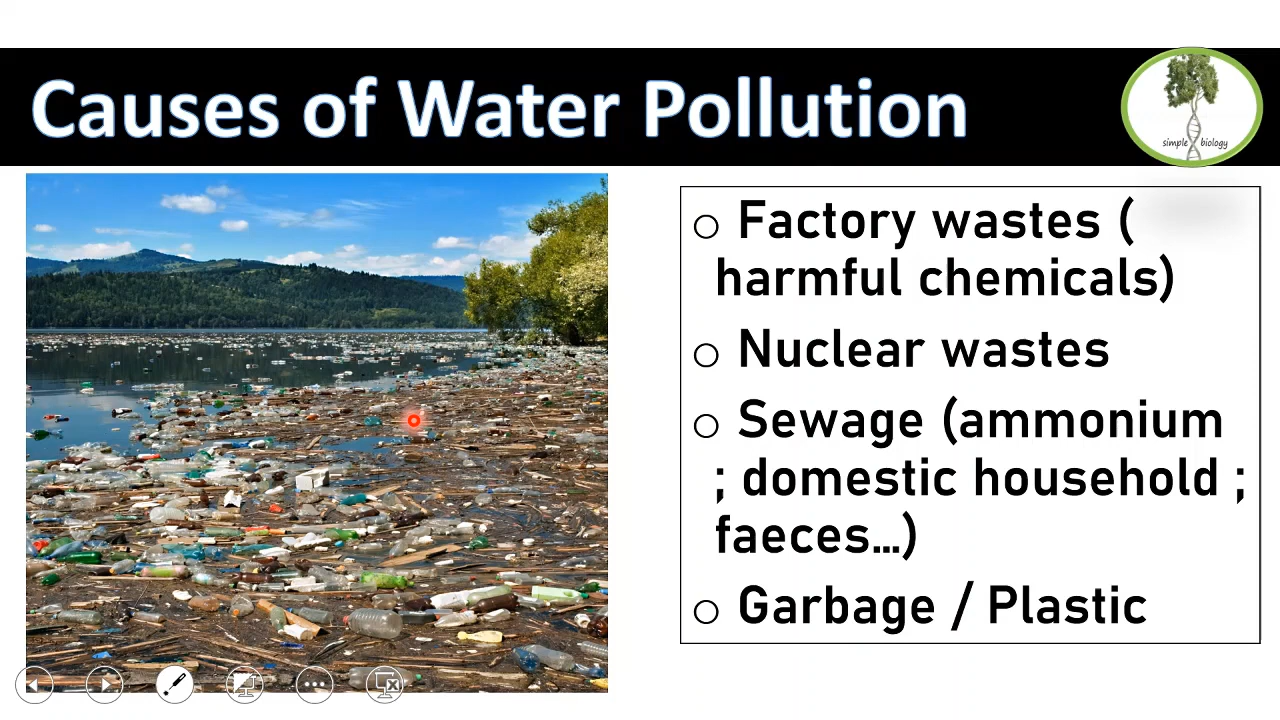 Causes of Water Pollution
simple biology
o Factory wastes (
harmful chemicals)
o Nuclear wastes
o Sewage (ammonium
; domestic household ;
faeces...)
o Garbage / Plastic